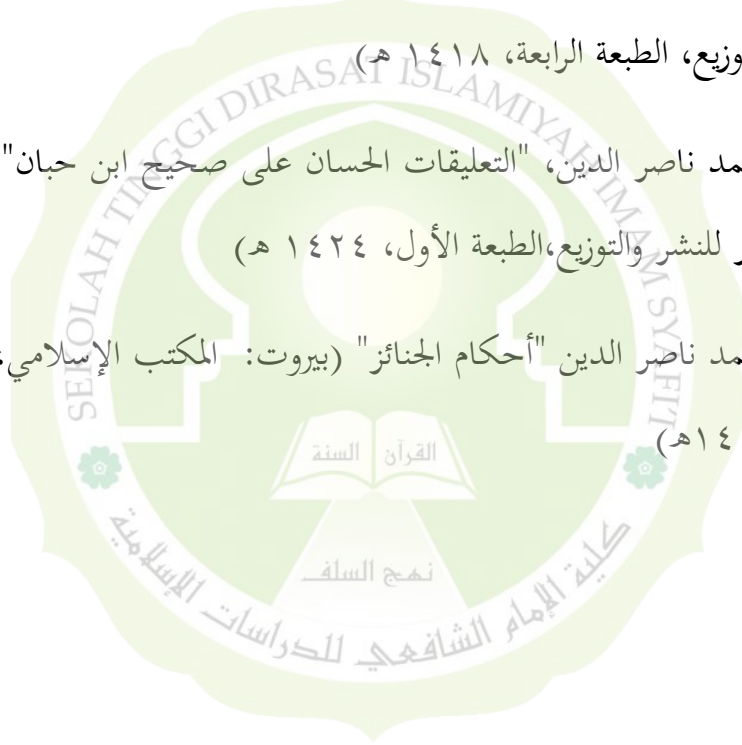 وزيع، الطبعة الرابعة، ١٤١٨ هـ)
مد ناصر الدين، "التعليقات الحسان على صحيح ابن حبان"
ر للنشر والتوزيع،الطبعة الأول، ١٤٢٤ هـ)
مد ناصر الدين "أحكام الجنائز" (بيروت: المكتب الإسلامي،
١٤هـ)
SEKOLAH TINGGI DIRASAT ISLAMIYAH IMAM SYAFI'I
القرآن السنة
نهج السلف
كلية الإمام الشافعي للدراسات الإسلامية